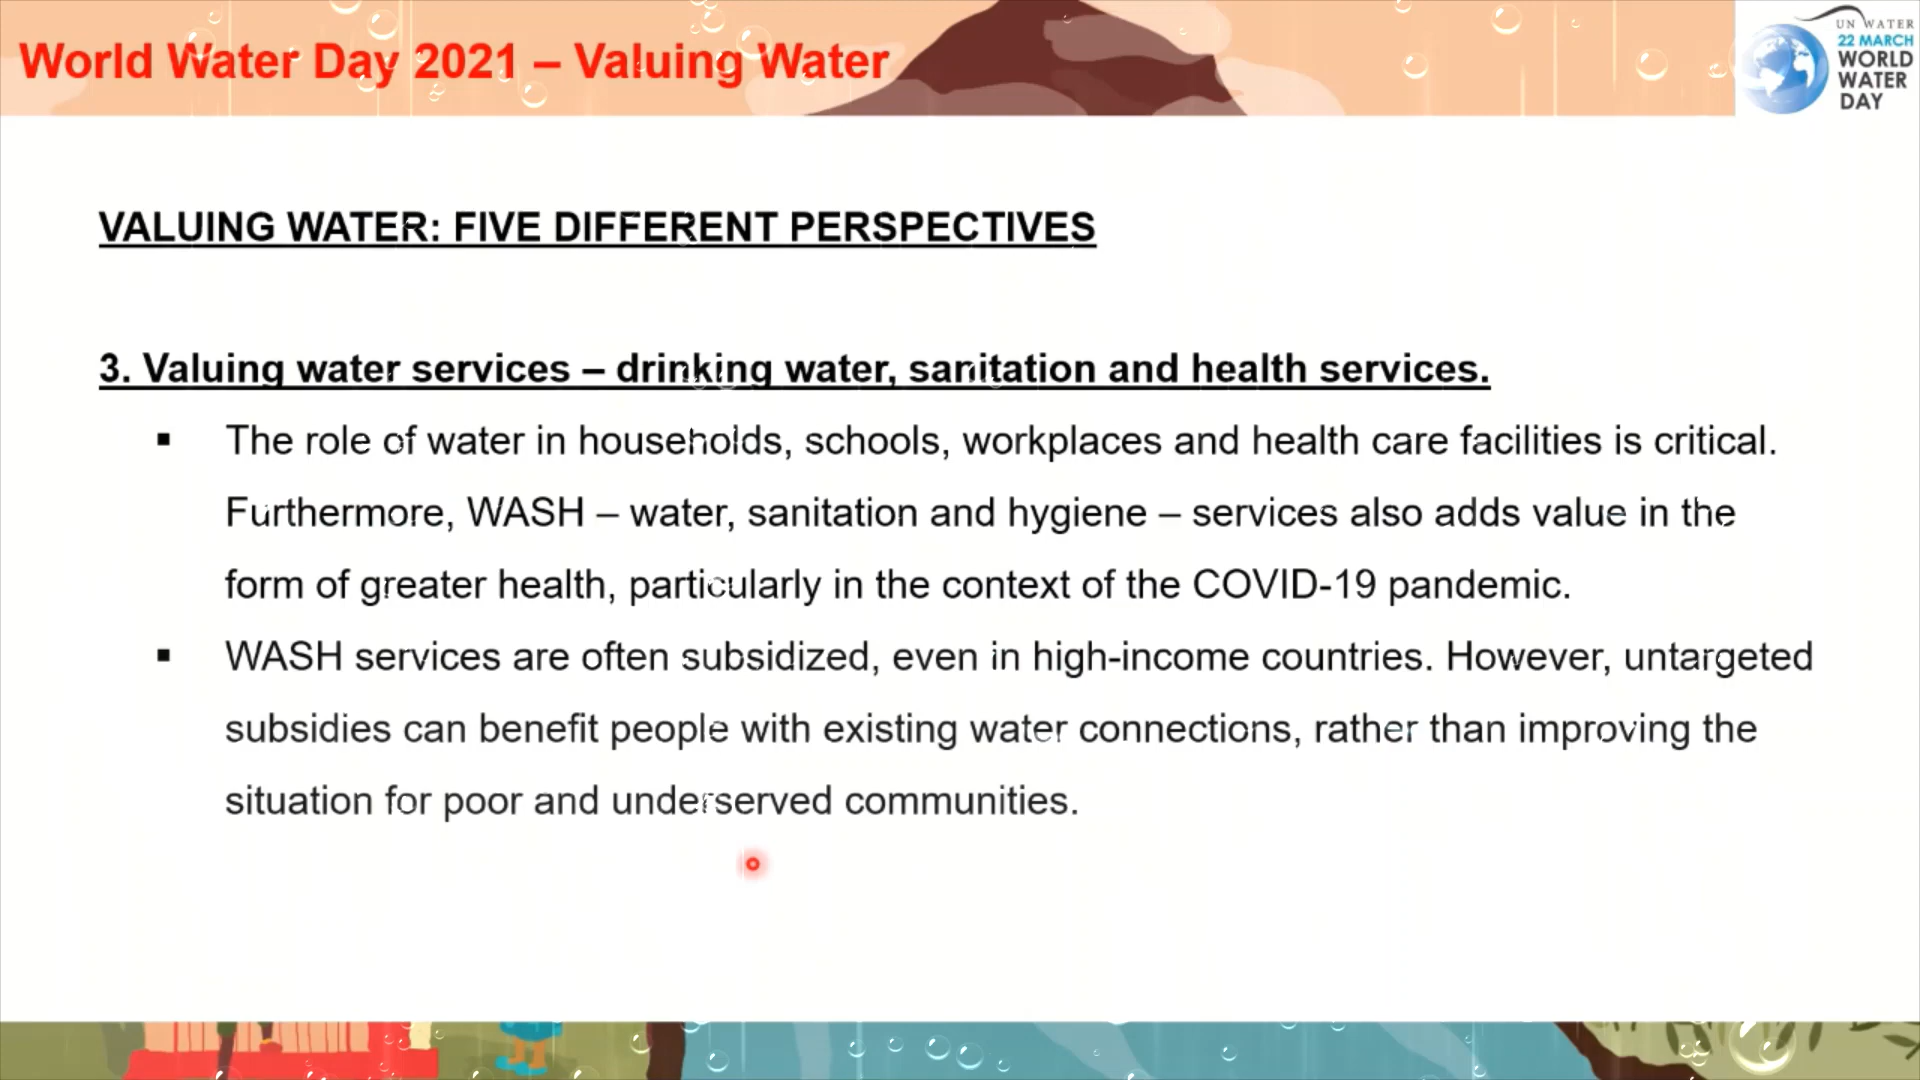 World Water Day 2021 – Valuing Water
UN WATER
22 MARCH
WORLD
WATER
DAY
VALUING WATER: FIVE DIFFERENT PERSPECTIVES
3. Valuing water services – drinking water, sanitation and health services.
▪ The role of water in households, schools, workplaces and health care facilities is critical.
Furthermore, WASH – water, sanitation and hygiene – services also adds value in the
form of greater health, particularly in the context of the COVID-19 pandemic.
▪ WASH services are often subsidized, even in high-income countries. However, untargeted
subsidies can benefit people with existing water connections, rather than improving the
situation for poor and underserved communities.